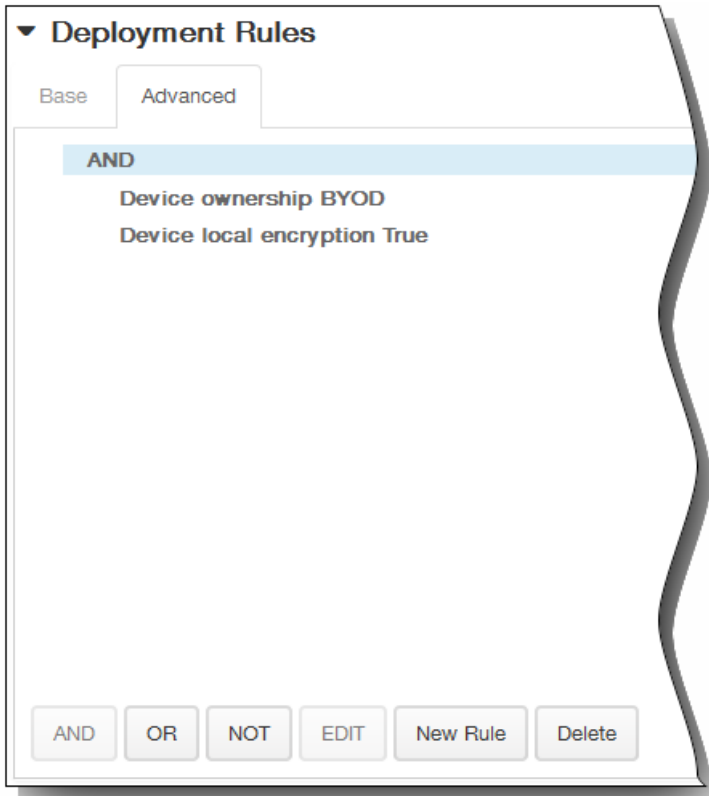 Deployment Rules
Base Advanced
AND
Device ownership BYOD
Device local encryption True
AND OR NOT EDIT New Rule Delete